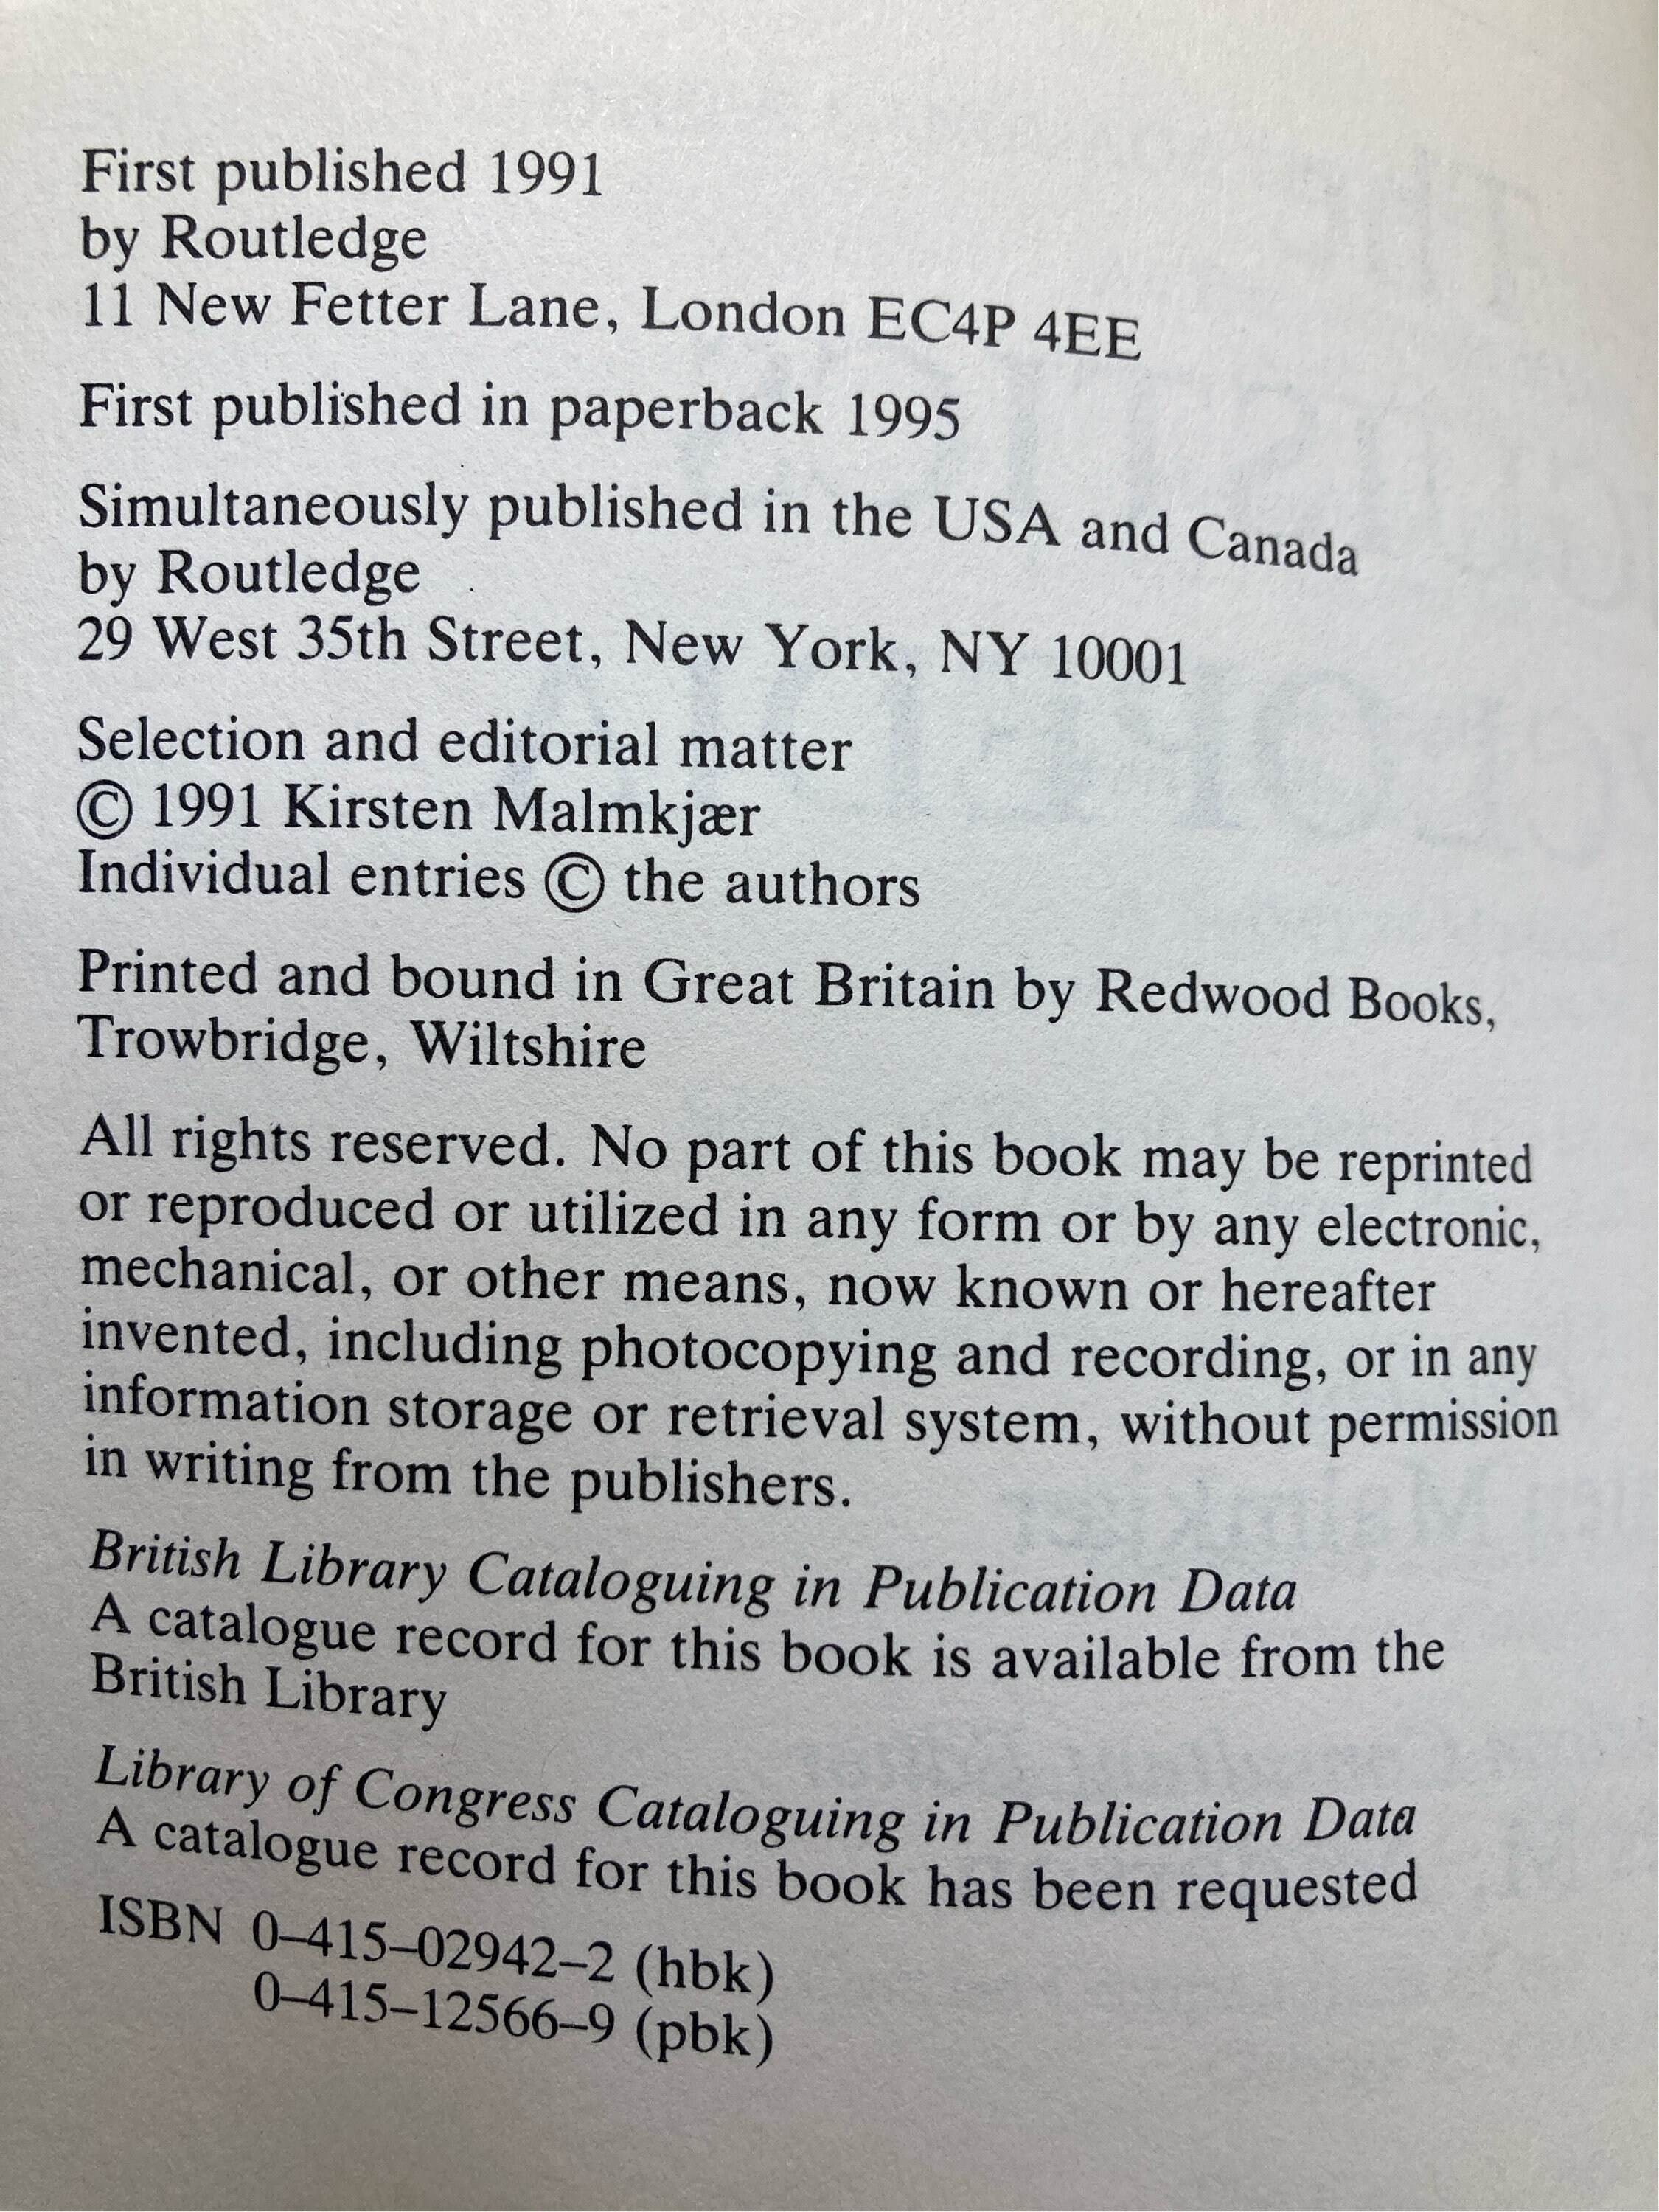 First published 1991
by Routledge
11 New Fetter Lane, London EC4P 4EE
First published in paperback 1995
Simultaneously published in the USA and Canada
by Routledge
29 West 35th Street, New York, NY 10001
Selection and editorial matter
© 1991 Kirsten Malmkjær
Individual entries © the authors
Printed and bound in Great Britain by Redwood Books,
Trowbridge, Wiltshire
All rights reserved. No part of this book may be reprinted
or reproduced or utilized in any form or by any electronic,
mechanical, or other means, now known or hereafter
invented, including photocopying and recording, or in any
information storage or retrieval system, without permission
in writing from the publishers.
British Library Cataloguing in Publication Data
A catalogue record for this book is available from the
British Library
Library of Congress Cataloguing in Publication Data
A catalogue record for this book has been requested
ISBN 0–415–02942–2 (hbk)
0–415–12566–9 (pbk)